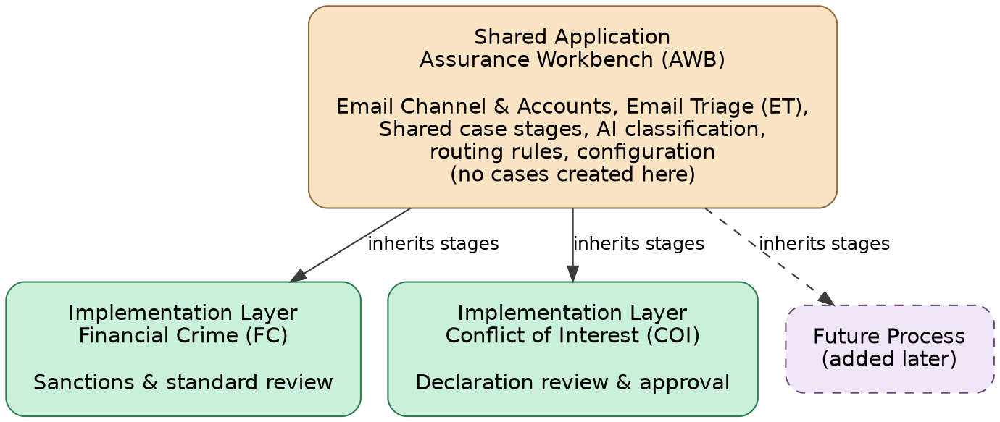 Shared Application
Assurance Workbench (AWB)
Email Channel & Accounts, Email Triage (ET),
Shared case stages, AI classification,
routing rules, configuration
(no cases created here)
inherits stages
inherits stages
inherits stages
Implementation Layer
Financial Crime (FC)
Sanctions & standard review
Implementation Layer
Conflict of Interest (COI)
Declaration review & approval
Future Process
(added later)